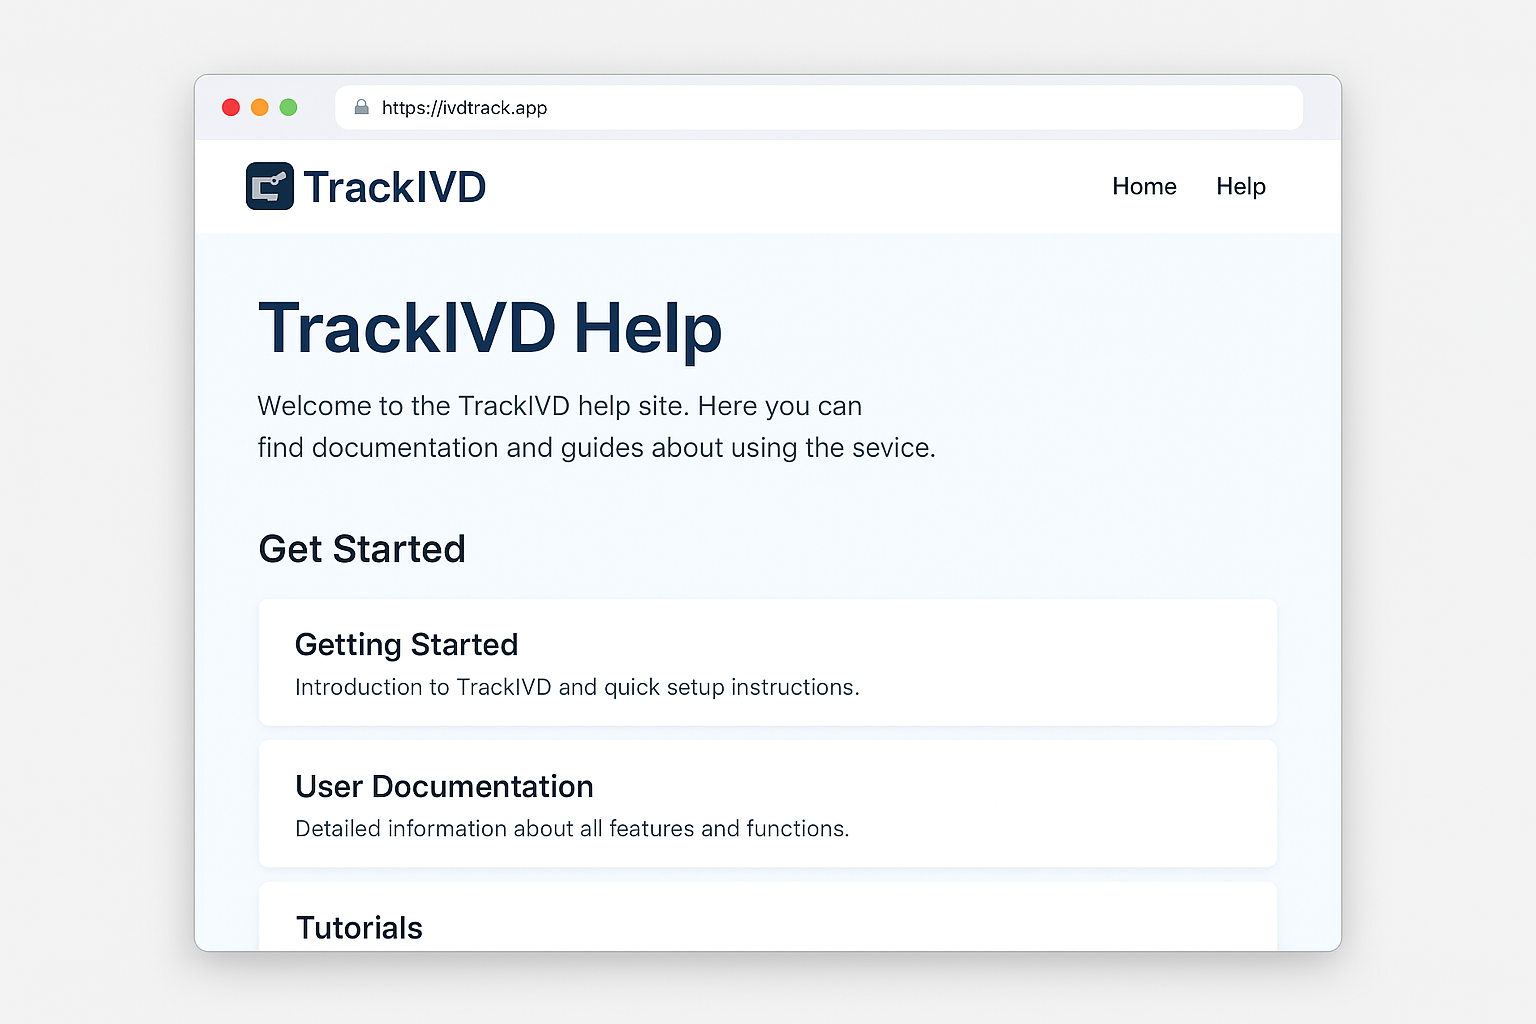 https://ivdtrack.app
TrackIVD
Home Help
TrackIVD Help
Welcome to the TrackIVD help site. Here you can
find documentation and guides about using the sevice.
Get Started
Getting Started
Introduction to TrackIVD and quick setup instructions.
User Documentation
Detailed information about all features and functions.
Tutorials